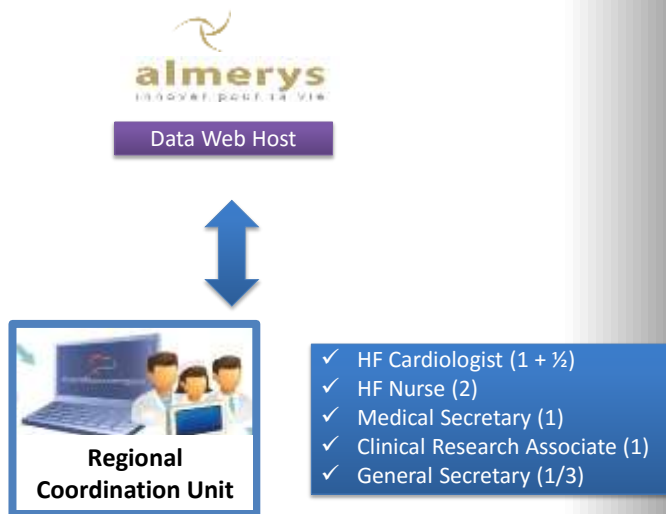 almerys
innover pour la vie
Data Web Host
Regional
Coordination Unit
✓ HF Cardiologist (1 + ½)
✓ HF Nurse (2)
✓ Medical Secretary (1)
✓ Clinical Research Associate (1)
✓ General Secretary (1/3)